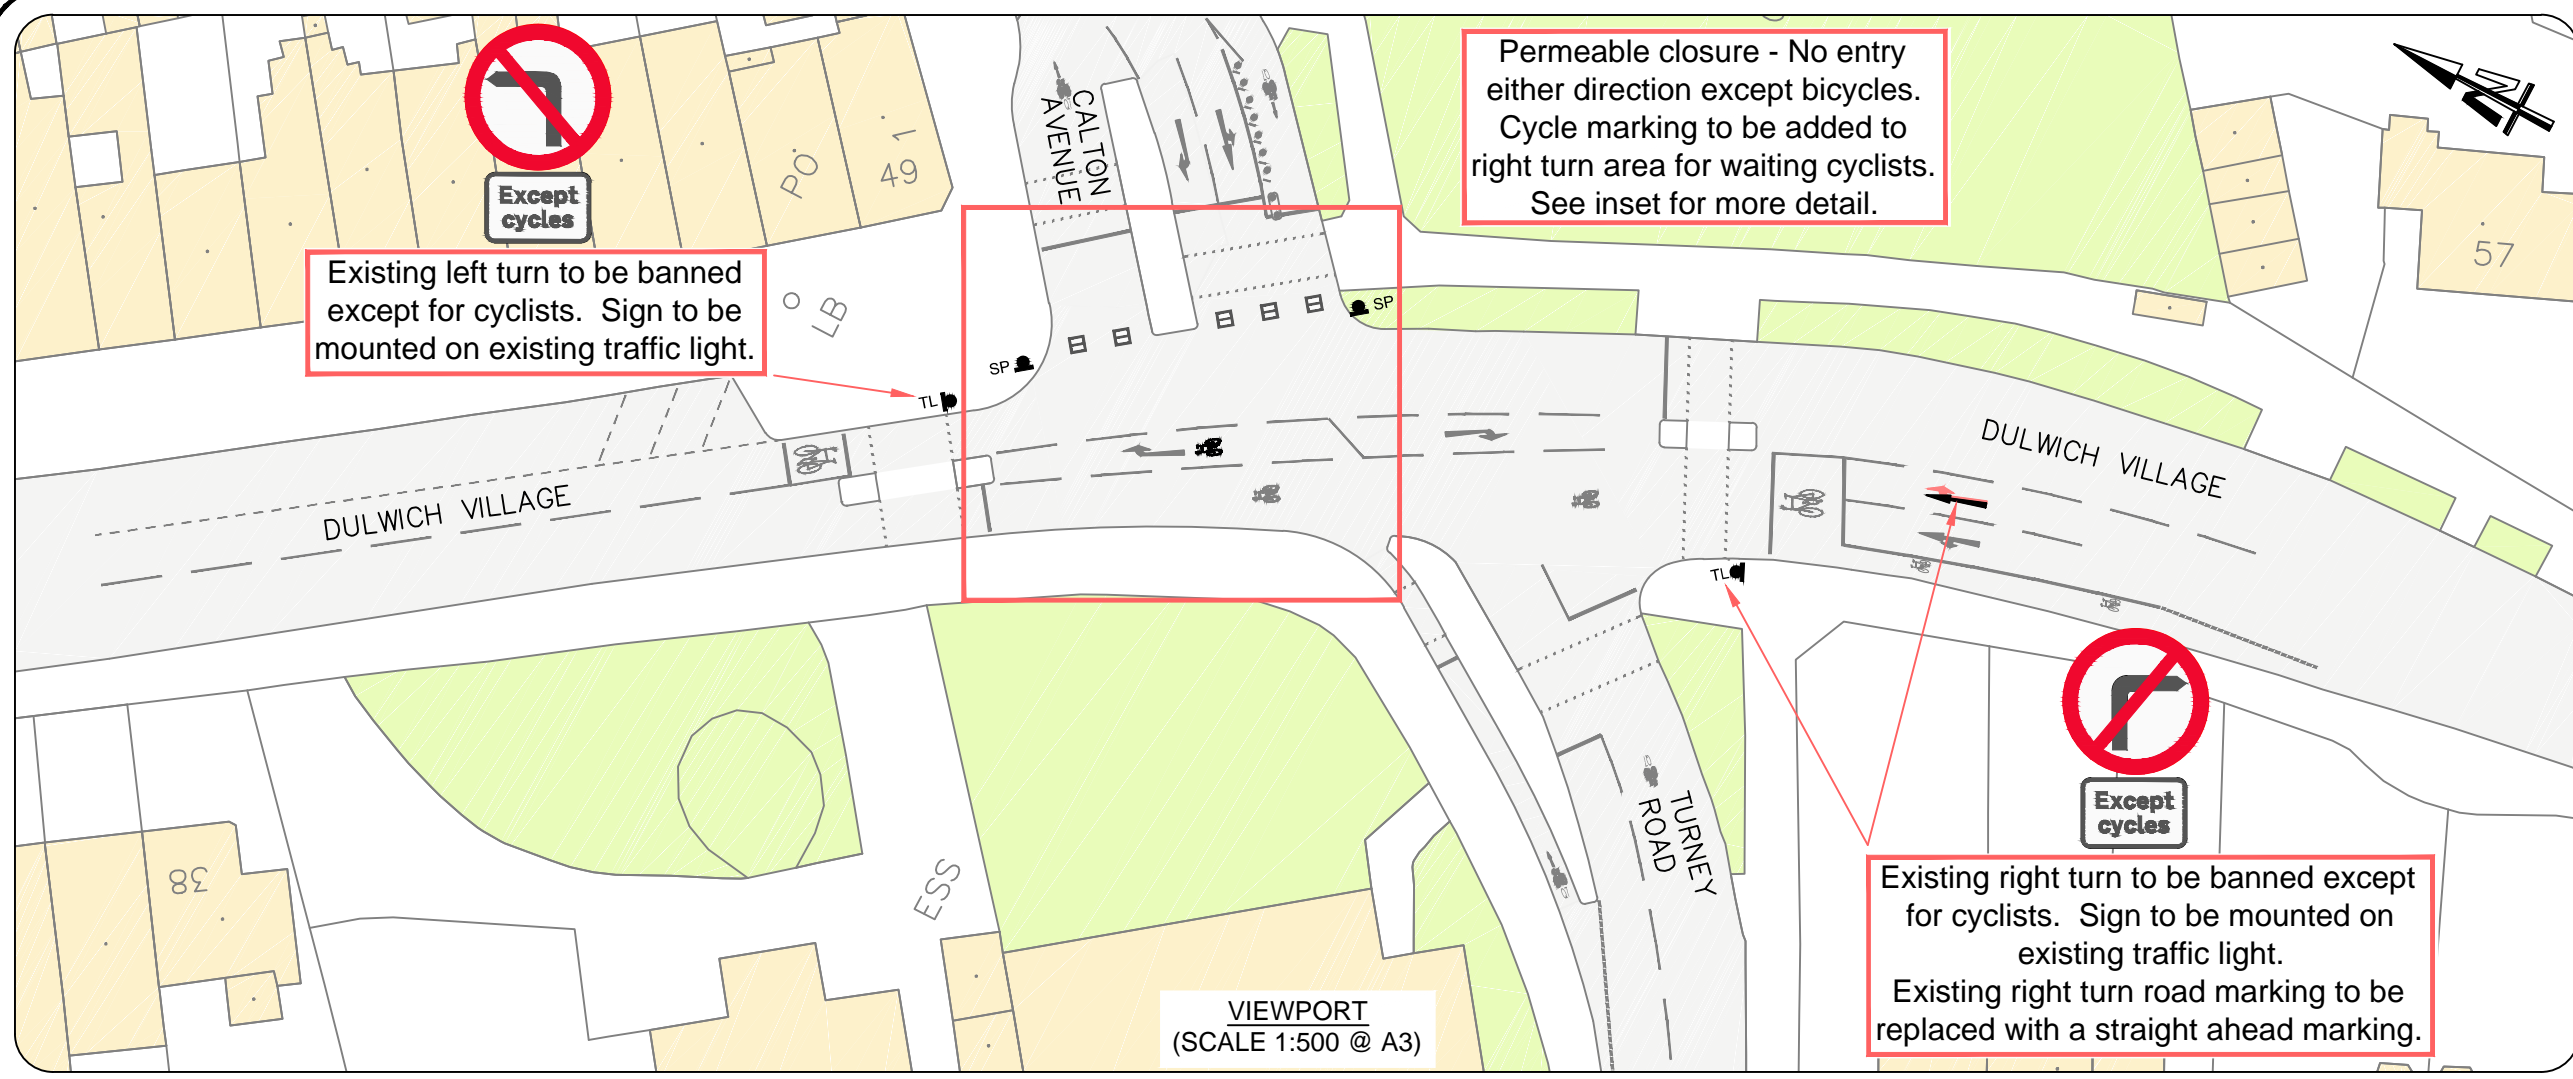 Permeable closure - No entry
either direction except bicycles.
Cycle marking to be added to
right turn area for waiting cyclists.
See inset for more detail.
Except
cycles
Existing left turn to be banned
except for cyclists.  Sign to be
mounted on existing traffic light.
CALTON
AVENUE
PO
1
49
57
N
LB
SP
SP
TL
DULWICH VILLAGE
DULWICH VILLAGE
TL
TURNEY
ROAD
38
ESS
Except
cycles
Existing right turn to be banned except
for cyclists.  Sign to be mounted on
existing traffic light.
Existing right turn road marking to be
replaced with a straight ahead marking.
VIEWPORT
(SCALE 1:500 @ A3)